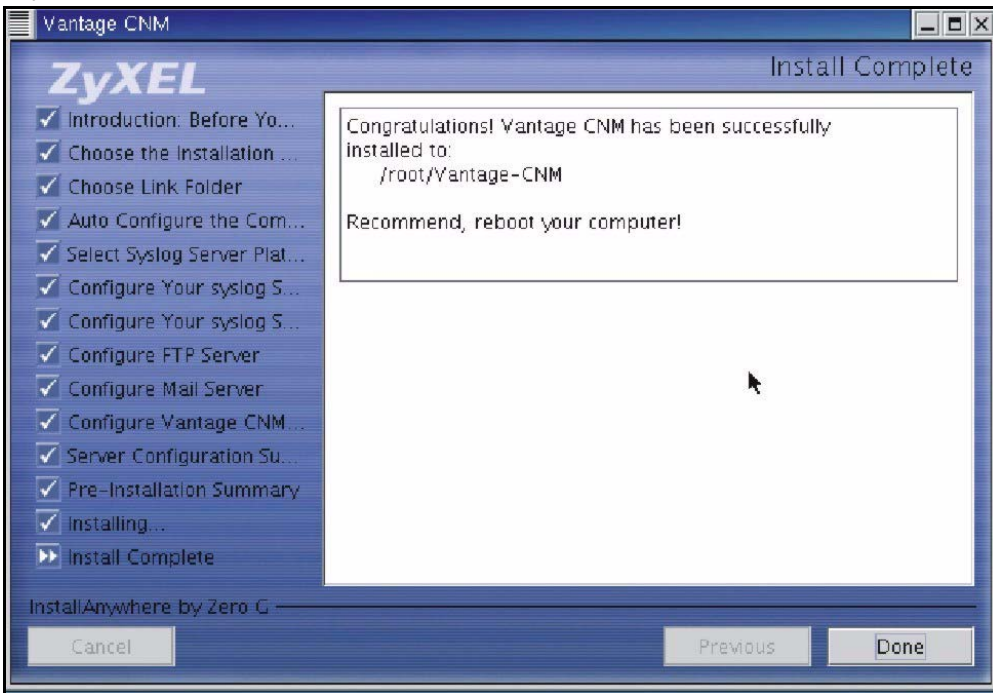 Vantage CNM
ZyXEL
Install Complete
Introduction: Before Yo...
Choose the Installation ...
Choose Link Folder
Auto Configure the Com...
Select Syslog Server Plat...
Configure Your syslog S...
Configure Your syslog S...
Configure FTP Server
Configure Mail Server
Configure Vantage CNM...
Server Configuration Su...
Pre-Installation Summary
Installing...
Install Complete
Congratulations! Vantage CNM has been successfully
installed to:
/root/Vantage-CNM
Recommend, reboot your computer!
InstallAnywhere by Zero G
Cancel
Previous
Done